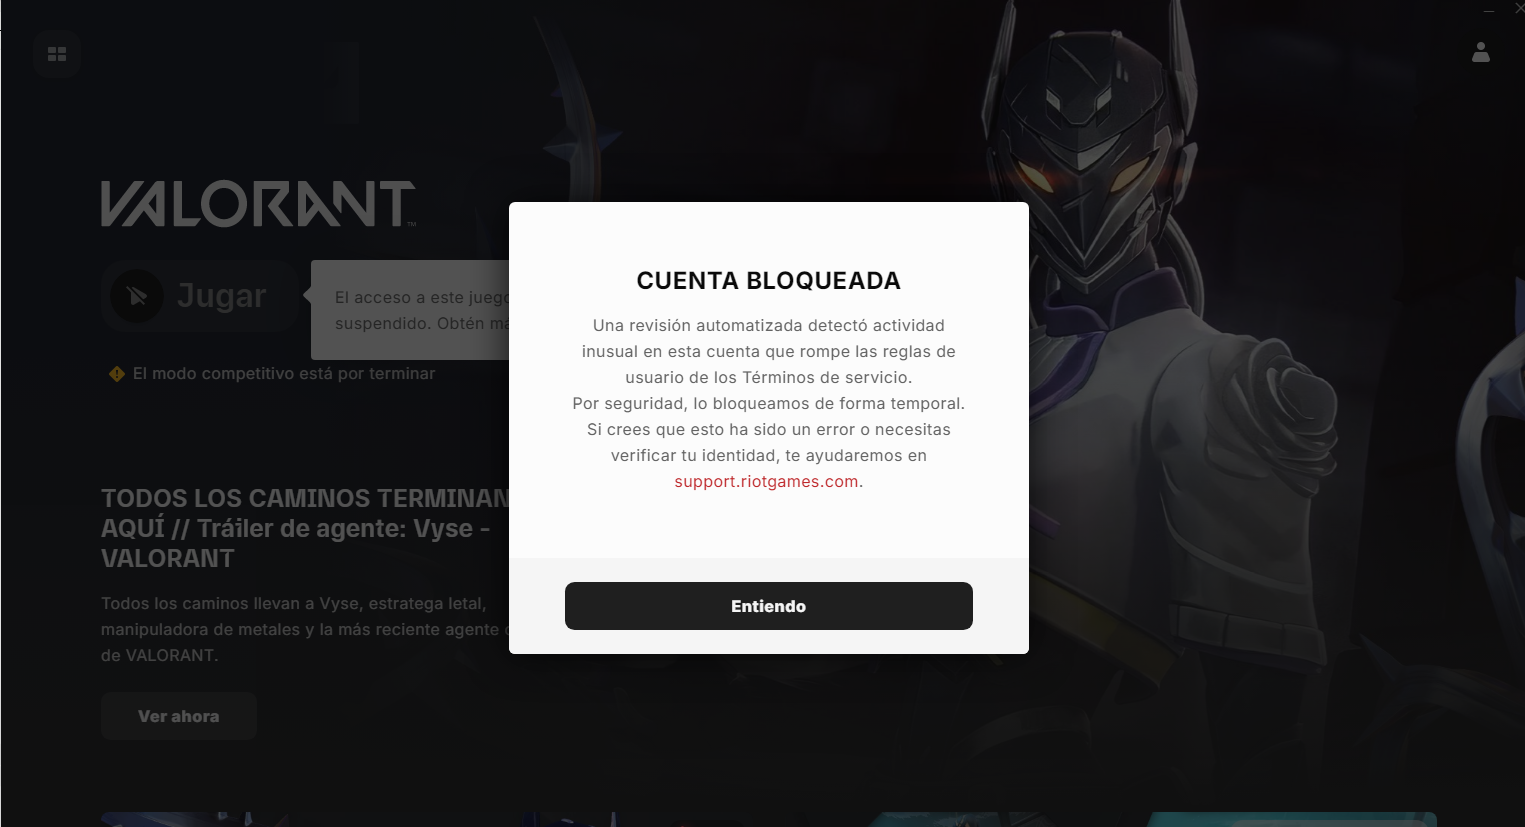 VALORANT
Jugar
El acceso a este juego
suspendido. Obtén
El modo competitivo está por terminar
CUENTA BLOQUEADA
Una revisión automatizada detectó actividad
inusual en esta cuenta que rompe las reglas de
usuario de los Términos de servicio.
Por seguridad, lo bloqueamos de forma temporal.
Si crees que esto ha sido un error o necesitas
verificar tu identidad, te ayudaremos en
support.riotgames.com.
Entiendo
TODOS LOS CAMINOS TERMINAN
AQUÍ // Tráiler de agente: Vyse -
VALORANT
Todos los caminos llevan a Vyse, estratega letal,
manipuladora de metales y la más reciente agente
de VALORANT.
Ver ahora